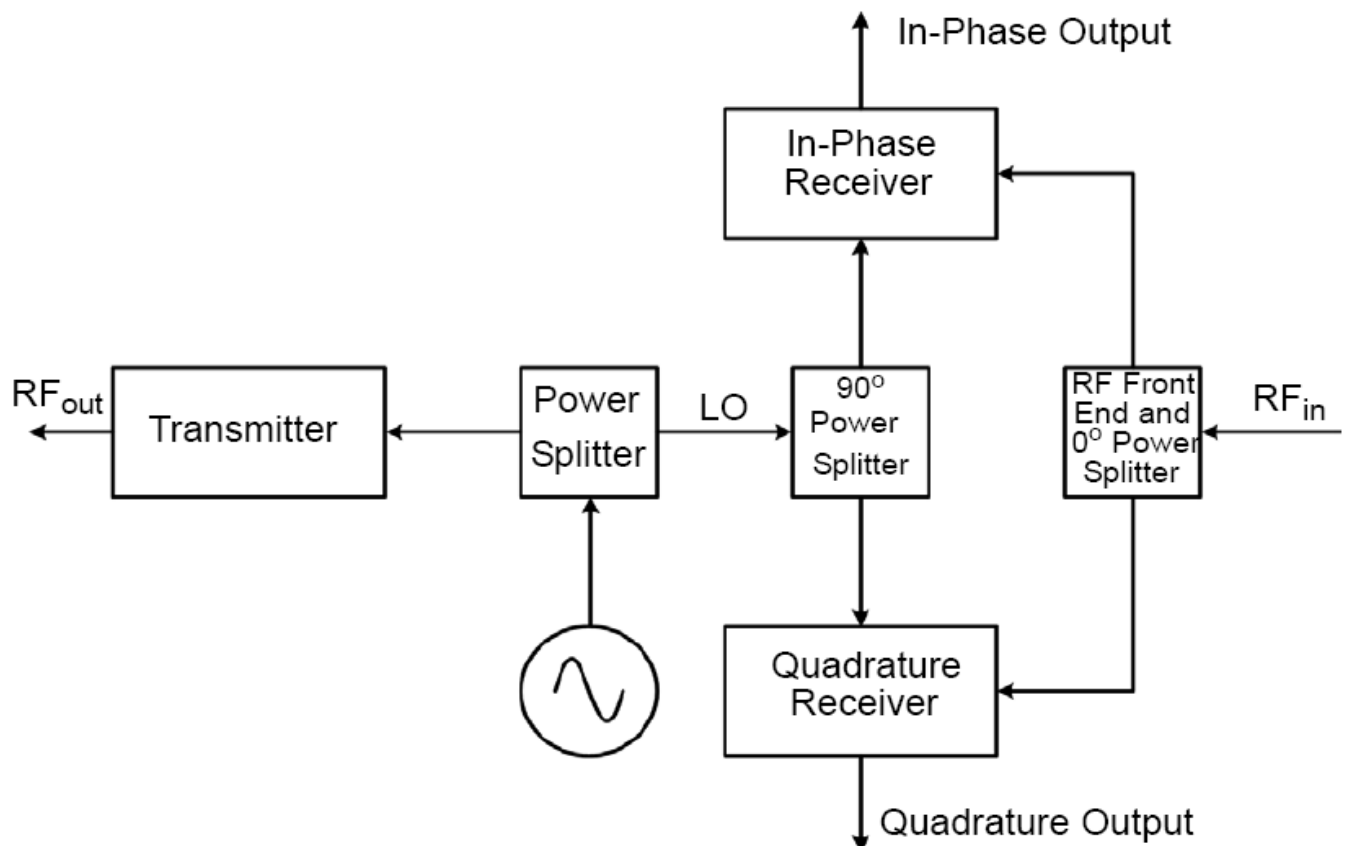 In-Phase Output
In-Phase
Receiver
RFout
Transmitter
Power
Splitter
LO
90o
Power
Splitter
RF Front
End and
0o Power
Splitter
RFin
Quadrature
Receiver
Quadrature Output